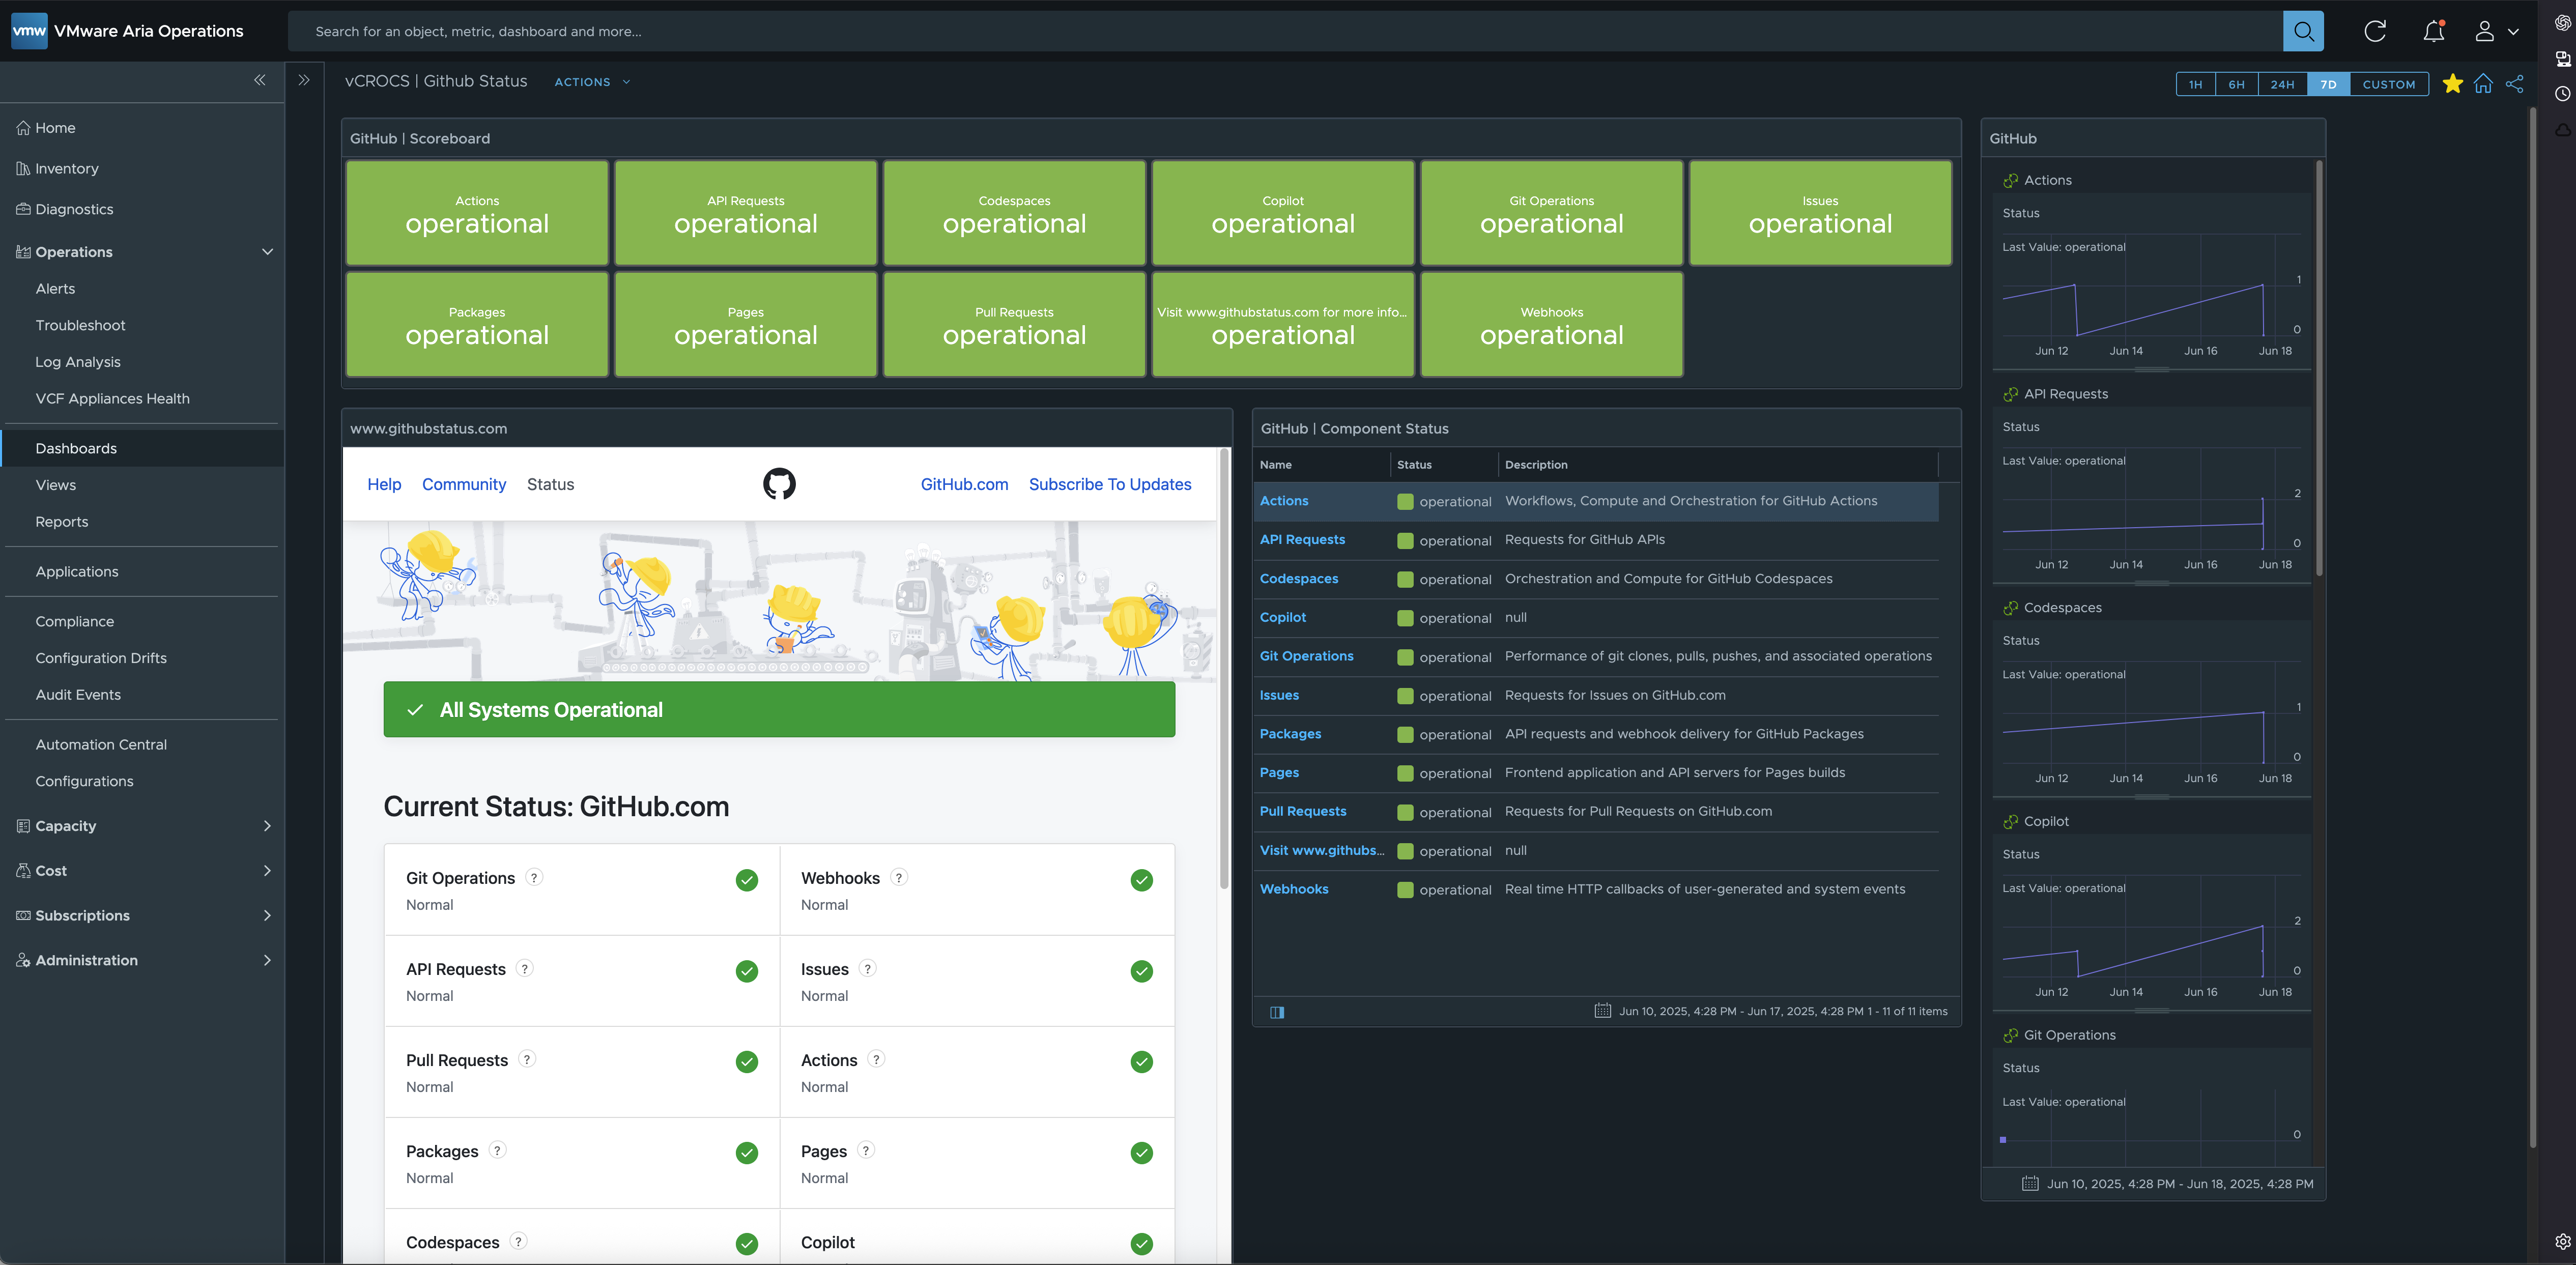 vmw VMware Aria Operations
Search for an object, metric, dashboard and more...
Home
Inventory
Diagnostics
Operations
Alerts
Troubleshoot
Log Analysis
VCF Appliances Health
Dashboards
Views
Reports
Applications
Compliance
Configuration Drifts
Audit Events
Automation Central
Configurations
Capacity
Cost
Subscriptions
Administration
vCROCS | Github Status ACTIONS
1H 6H 24H 7D CUSTOM
GitHub | Scoreboard
Actions
operational
API Requests
operational
Codespaces
operational
Copilot
operational
Git Operations
operational
Issues
operational
Packages
operational
Pages
operational
Pull Requests
operational
Visit www.githubstatus.com for more info...
operational
Webhooks
operational
www.githubstatus.com
Help Community Status GitHub.com Subscribe To Updates
All Systems Operational
Current Status: GitHub.com
Git Operations ?
Normal
Webhooks ?
Normal
API Requests ?
Normal
Issues ?
Normal
Pull Requests ?
Normal
Actions ?
Normal
Packages ?
Normal
Pages ?
Normal
Codespaces ?
Copilot
GitHub | Component Status
Name Status Description
Actions operational Workflows, Compute and Orchestration for GitHub Actions
API Requests operational Requests for GitHub APIs
Codespaces operational Orchestration and Compute for GitHub Codespaces
Copilot operational null
Git Operations operational Performance of git clones, pulls, pushes, and associated operations
Issues operational Requests for Issues on GitHub.com
Packages operational API requests and webhook delivery for GitHub Packages
Pages operational Frontend application and API servers for Pages builds
Pull Requests operational Requests for Pull Requests on GitHub.com
Visit www.githubs... operational null
Webhooks operational Real time HTTP callbacks of user-generated and system events
Jun 10, 2025, 4:28 PM - Jun 17, 2025, 4:28 PM 1 - 11 of 11 items
GitHub
Actions
Status
Last Value: operational
1
0
Jun 12 Jun 14 Jun 16 Jun 18
API Requests
Status
Last Value: operational
2
0
Jun 12 Jun 14 Jun 16 Jun 18
Codespaces
Status
Last Value: operational
1
0
Jun 12 Jun 14 Jun 16 Jun 18
Copilot
Status
Last Value: operational
2
0
Jun 12 Jun 14 Jun 16 Jun 18
Git Operations
Status
Last Value: operational
0
Jun 10, 2025, 4:28 PM - Jun 18, 2025, 4:28 PM